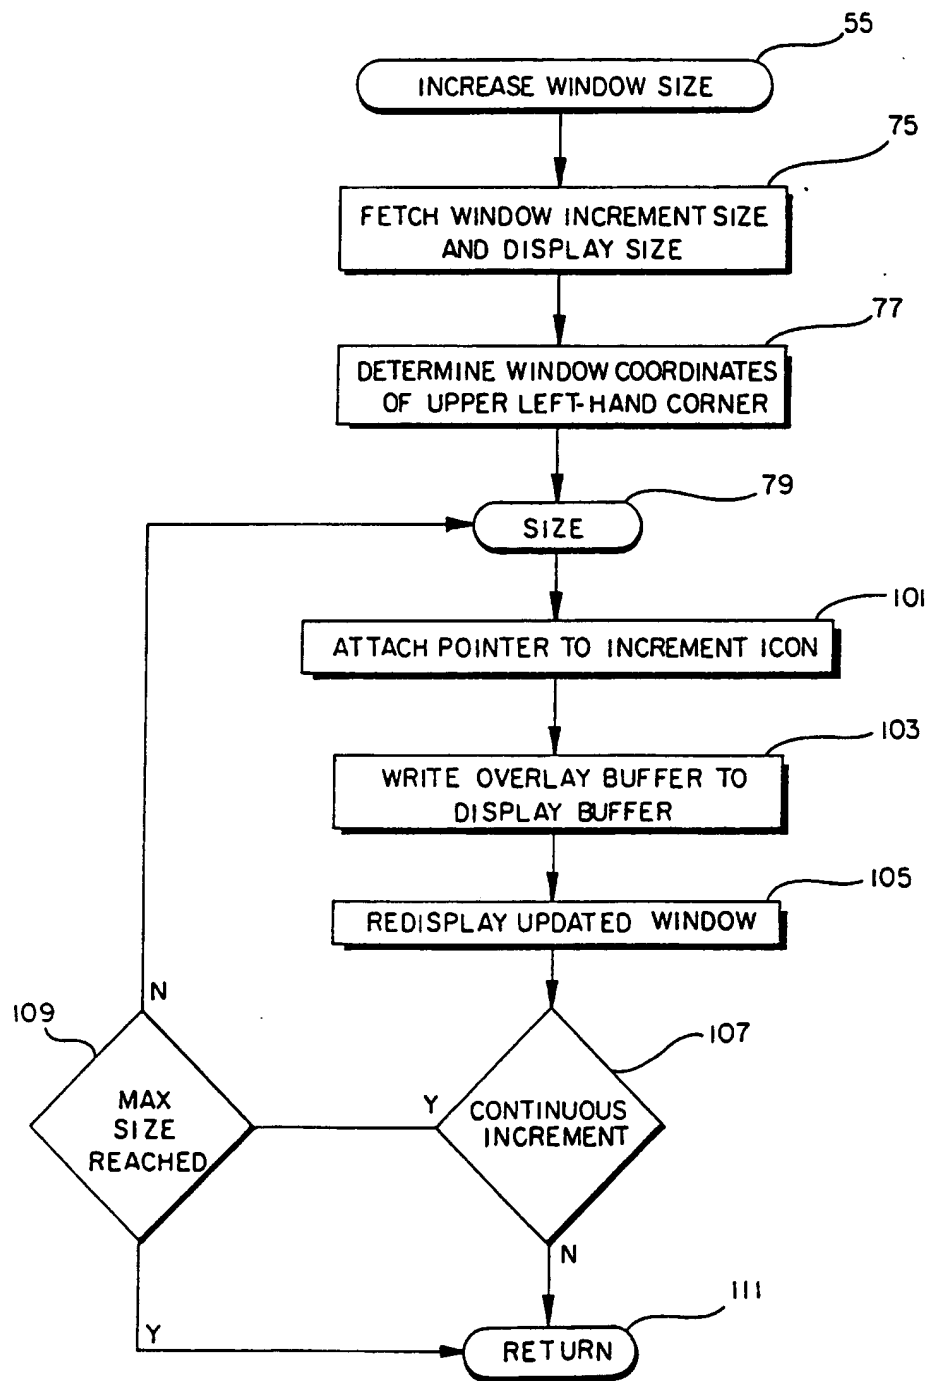 55
INCREASE WINDOW SIZE
75
FETCH WINDOW INCREMENT SIZE
AND DISPLAY SIZE
77
DETERMINE WINDOW COORDINATES
OF UPPER LEFT-HAND CORNER
79
SIZE
101
ATTACH POINTER TO INCREMENT ICON
103
WRITE OVERLAY BUFFER TO
DISPLAY BUFFER
105
REDISPLAY UPDATED WINDOW
N
109
107
MAX
SIZE
REACHED
Y
CONTINUOUS
INCREMENT
N
111
Y
RETURN